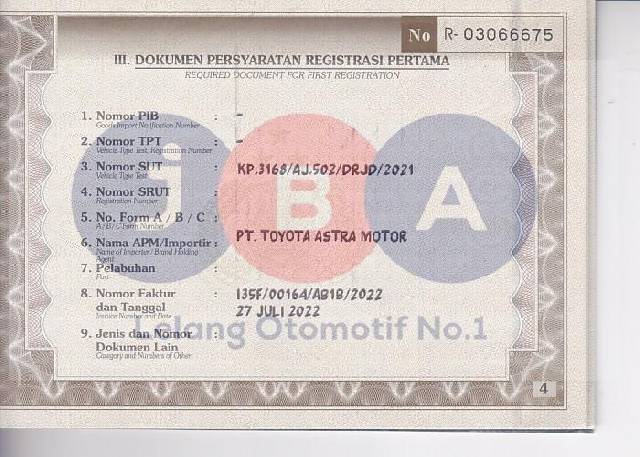 No R- 03066675
III. DOKUMEN PERSYARATAN REGISTRASI PERTAMA
REQUIRED DOCUMENT FOR FIRST REGISTRATION
1. Nomor PIB : -
Goods Import Notification Number
2. Nomor TPT : -
Vehicle Type Test, Registration Number
3. Nomor SUT : KP.3168/AJ.502/DRJD/2021
Vehicle Type Test
4. Nomor SRUT :
Registration Number
5. No. Form A / B / C :
A / B / C Form Number
6. Nama APM/Importir : PT. TOYOTA ASTRA MOTOR
Name of Importer / Brand Holding
Agent
7. Pelabuhan :
Port
8. Nomor Faktur : 135F/00164/AB18/2022
dan Tanggal 27 JULI 2022
Invoice Number and Date
9. Jenis dan Nomor :
Dokumen Lain
Category and Numbers of Other
JBA
Lelang Otomotif No.1
4